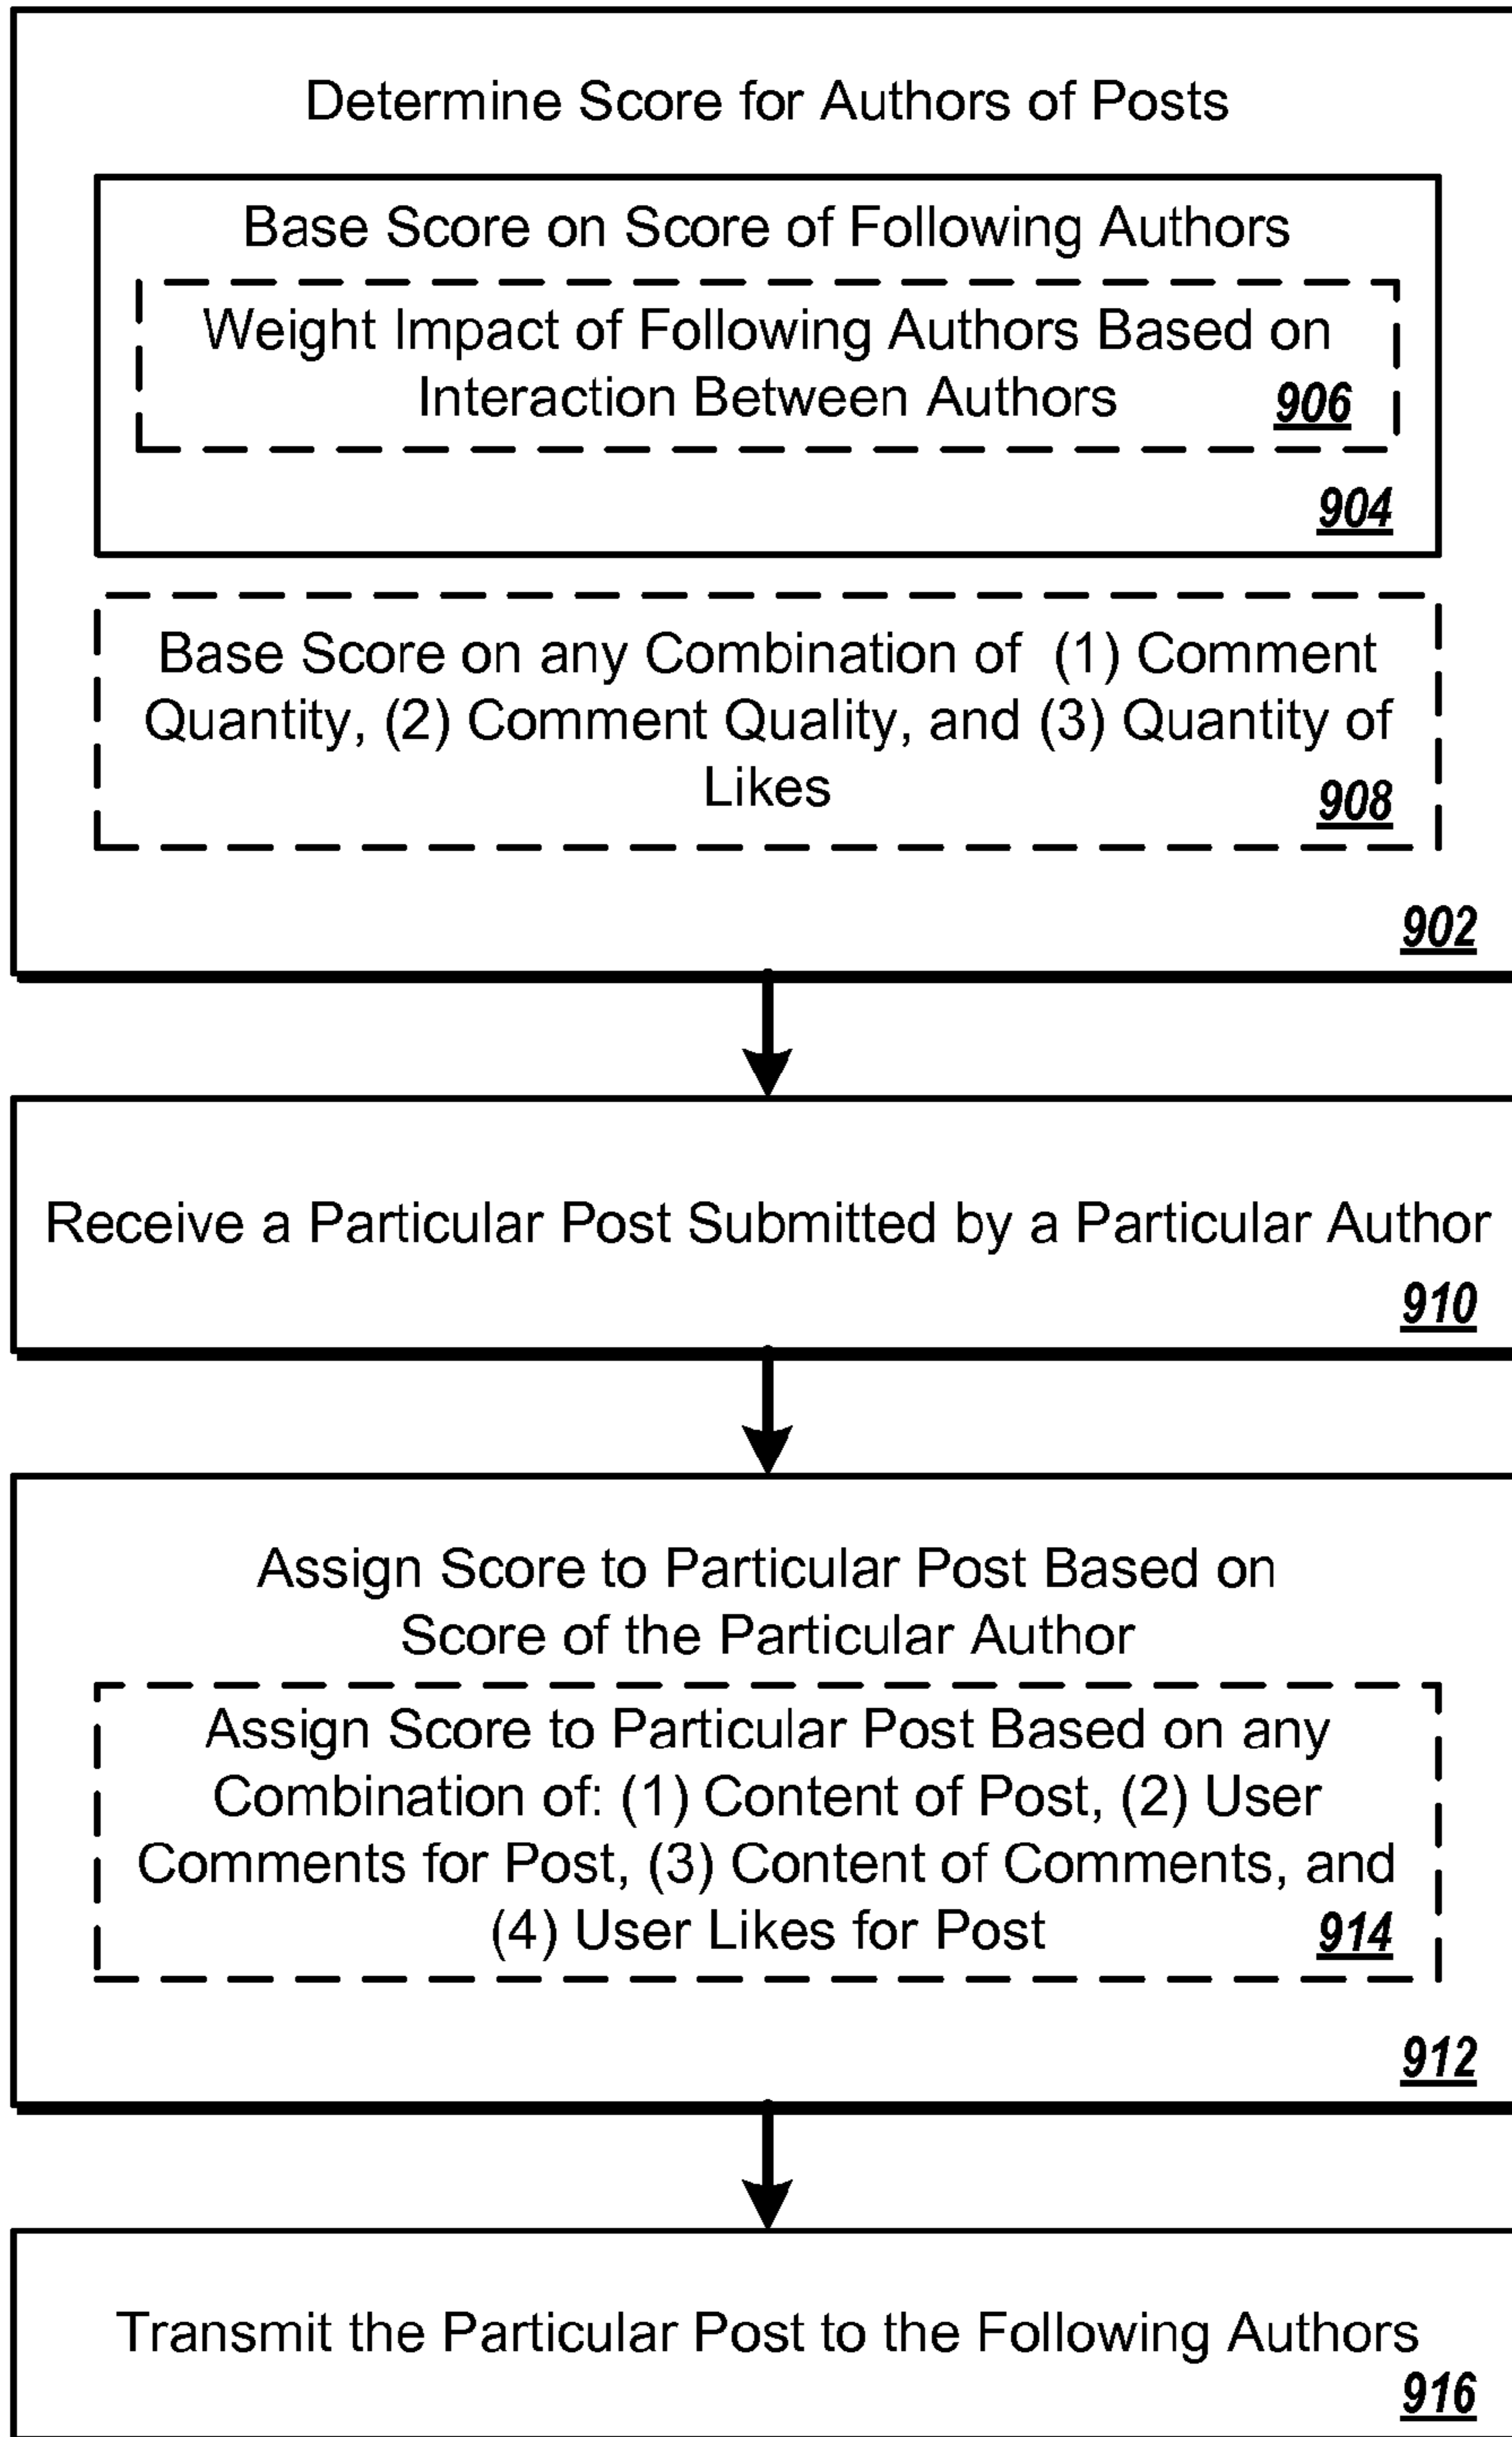 Determine Score for Authors of Posts
Base Score on Score of Following Authors
Weight Impact of Following Authors Based on
Interaction Between Authors 906
904
Base Score on any Combination of (1) Comment
Quantity, (2) Comment Quality, and (3) Quantity of
Likes 908
902
Receive a Particular Post Submitted by a Particular Author
910
Assign Score to Particular Post Based on
Score of the Particular Author
Assign Score to Particular Post Based on any
Combination of: (1) Content of Post, (2) User
Comments for Post, (3) Content of Comments, and
(4) User Likes for Post 914
912
Transmit the Particular Post to the Following Authors
916